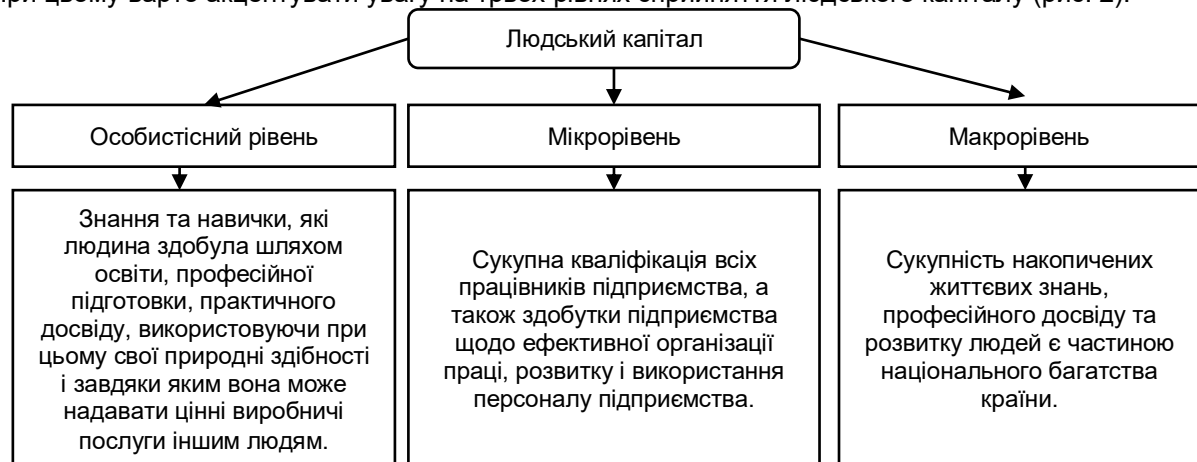 при цьому варто акцентувати увагу на трьох рівнях сприйняття людського капіталу (рис. 2).
Людський капітал
Особистісний рівень
Мікрорівень
Макрорівень
Знання та навички, які
людина здобула шляхом
освіти, професійної
підготовки, практичного
досвіду, використовуючи при
цьому свої природні здібності
і завдяки яким вона може
надавати цінні виробничі
послуги іншим людям.
Сукупна кваліфікація всіх
працівників підприємства, а
також здобутки підприємства
щодо ефективної організації
праці, розвитку і використання
персоналу підприємства.
Сукупність накопичених
життєвих знань,
професійного досвіду та
розвитку людей є частиною
національного багатства
країни.